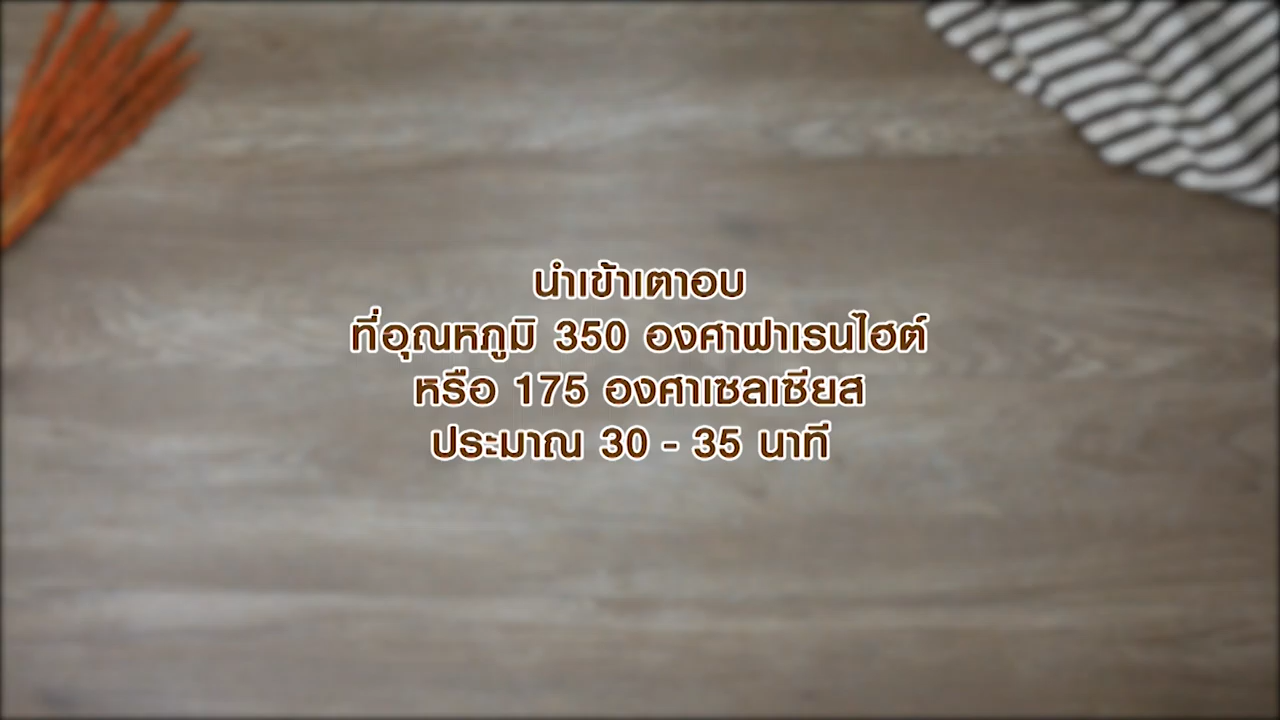 นำเข้าเตาอบ
ที่อุณหภูมิ 350 องศาฟาเรนไฮต์
หรือ 175 องศาเซลเซียส
ประมาณ 30 - 35 นาที